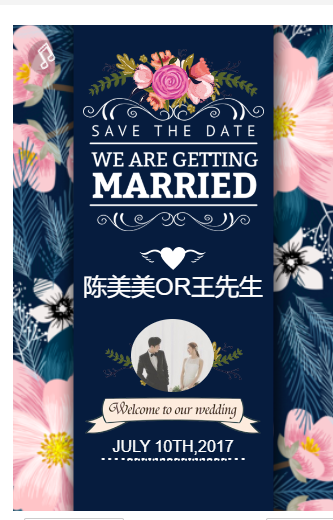 SAVE THE DATE
WE ARE GETTING
MARRIED
陈美美OR王先生
Welcome to our wedding
JULY 10TH,2017